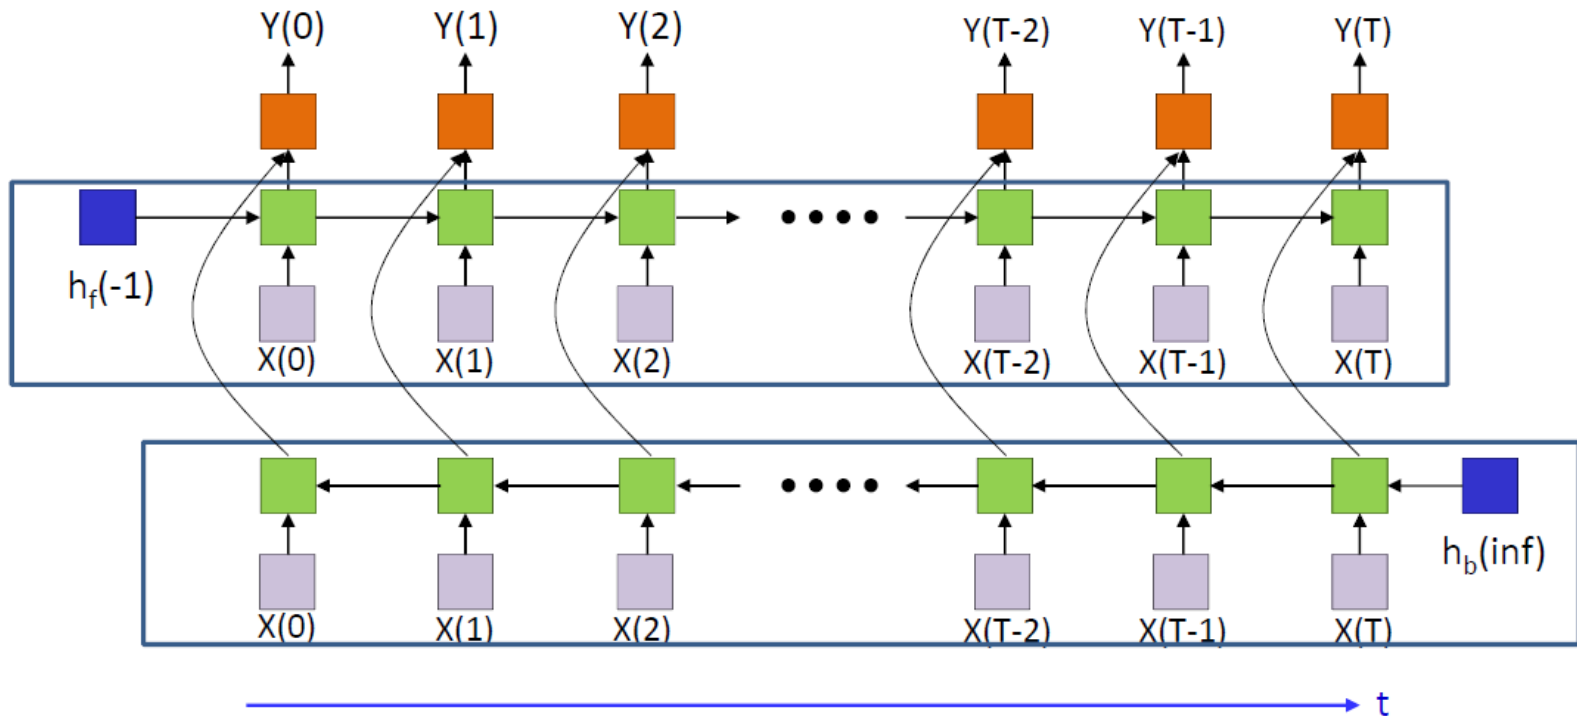 Y(0) Y(1) Y(2) Y(T-2) Y(T-1) Y(T)
hf(-1)
X(0) X(1) X(2) X(T-2) X(T-1) X(T)
hb(inf)
X(0) X(1) X(2) X(T-2) X(T-1) X(T)
t